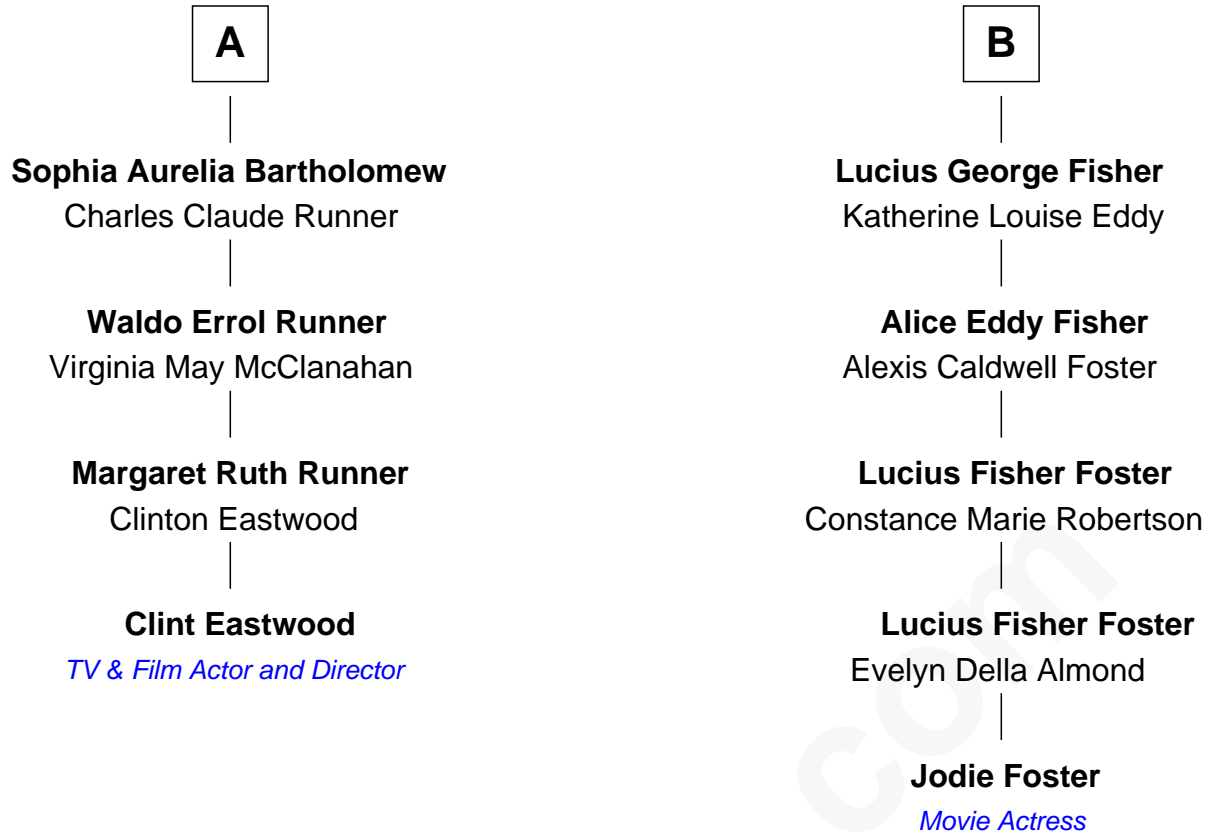 A
Sophia Aurelia Bartholomew
Charles Claude Runner
Waldo Errol Runner
Virginia May McClanahan
Margaret Ruth Runner
Clinton Eastwood
Clint Eastwood
TV & Film Actor and Director
B
Lucius George Fisher
Katherine Louise Eddy
Alice Eddy Fisher
Alexis Caldwell Foster
Lucius Fisher Foster
Constance Marie Robertson
Lucius Fisher Foster
Evelyn Della Almond
Jodie Foster
Movie Actress
com